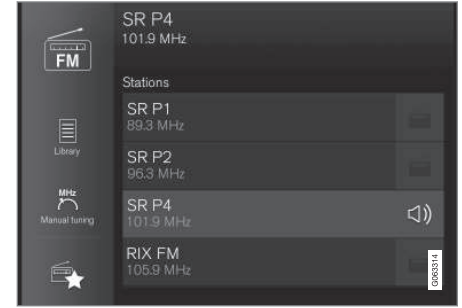 SR P4
101.9 MHz
FM
Stations
SR P1
89.3 MHz
Library
SR P2
96.3 MHz
MHz
Manual tuning
SR P4
101.9 MHz
RIX FM
105.9 MHz
G063314